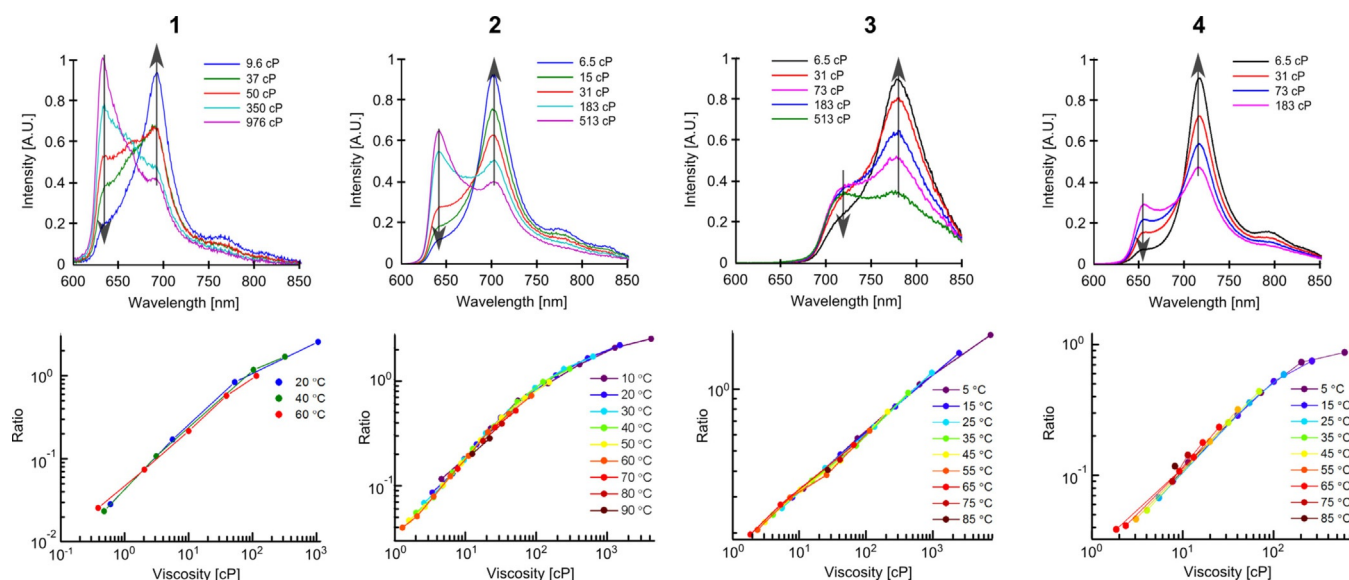 1
Intensity [A.U.]
1
0.8
0.6
0.4
0.2
0
600 650 700 750 800 850
Wavelength [nm]
9.6 cP
37 cP
50 cP
350 cP
976 cP
2
Intensity [A.U.]
1
0.8
0.6
0.4
0.2
0
600 650 700 750 800 850
Wavelength [nm]
6.5 cP
15 cP
31 cP
183 cP
513 cP
3
Intensity [A.U.]
1
0.8
0.6
0.4
0.2
0
600 650 700 750 800 850
Wavelength [nm]
6.5 cP
31 cP
73 cP
183 cP
513 cP
4
Intensity [A.U.]
1
0.8
0.6
0.4
0.2
0
600 650 700 750 800 850
Wavelength [nm]
6.5 cP
31 cP
73 cP
183 cP
Ratio
10^0
10^-1
10^-2
10^-1 10^0 10^1 10^2 10^3
Viscosity [cP]
20 °C
40 °C
60 °C
Ratio
10^0
10^-1
10^0 10^1 10^2 10^3
Viscosity [cP]
10 °C
20 °C
30 °C
40 °C
50 °C
60 °C
70 °C
80 °C
90 °C
Ratio
10^0
10^0 10^1 10^2 10^3
Viscosity [cP]
5 °C
15 °C
25 °C
35 °C
45 °C
55 °C
65 °C
75 °C
85 °C
Ratio
10^0
10^-1
10^0 10^1 10^2
Viscosity [cP]
5 °C
15 °C
25 °C
35 °C
45 °C
55 °C
65 °C
75 °C
85 °C